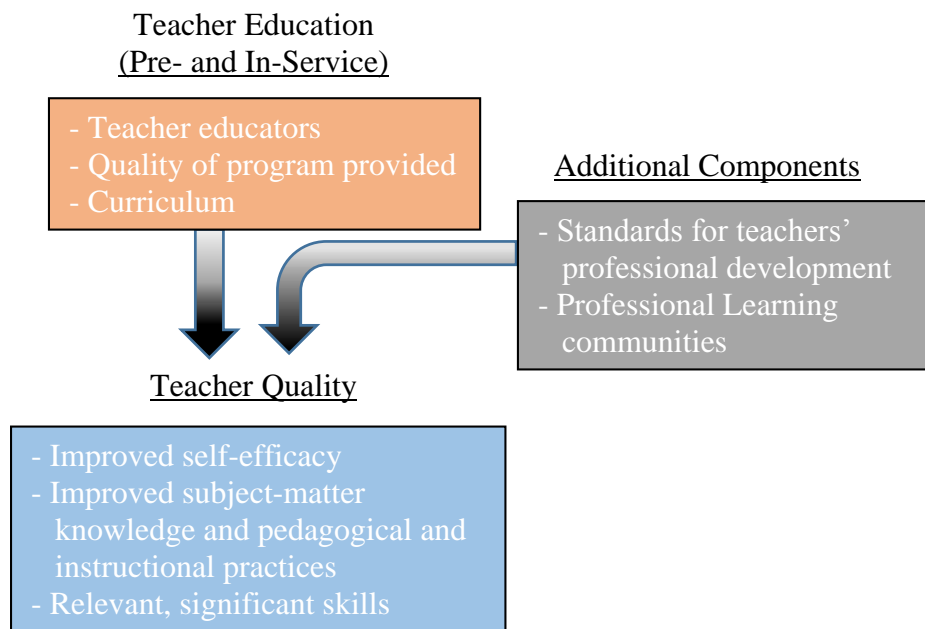 Teacher Education
(Pre- and In-Service)
- Teacher educators
- Quality of program provided
- Curriculum
Additional Components
- Standards for teachers’
professional development
- Professional Learning
communities
Teacher Quality
- Improved self-efficacy
- Improved subject-matter
knowledge and pedagogical and
instructional practices
- Relevant, significant skills